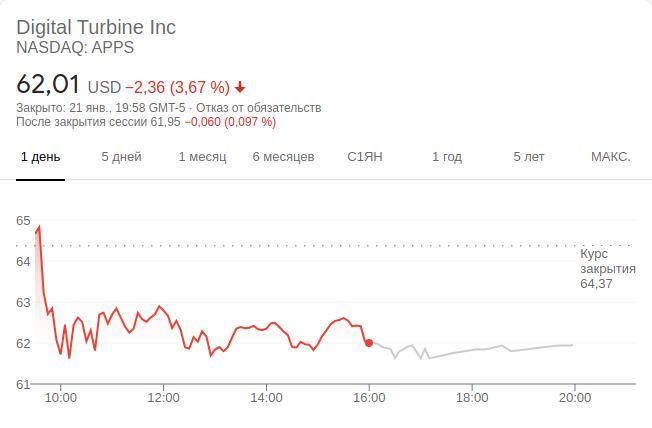 Digital Turbine Inc
NASDAQ: APPS
62,01 USD −2,36 (3,67 %)
Закрыто: 21 янв., 19:58 GMT-5 · Отказ от обязательств
После закрытия сессии 61,95 −0,060 (0,097 %)
1 день 5 дней 1 месяц 6 месяцев С1ЯН 1 год 5 лет МАКС.
65
64
63
62
61
Курс
закрытия
64,37
10:00 12:00 14:00 16:00 18:00 20:00